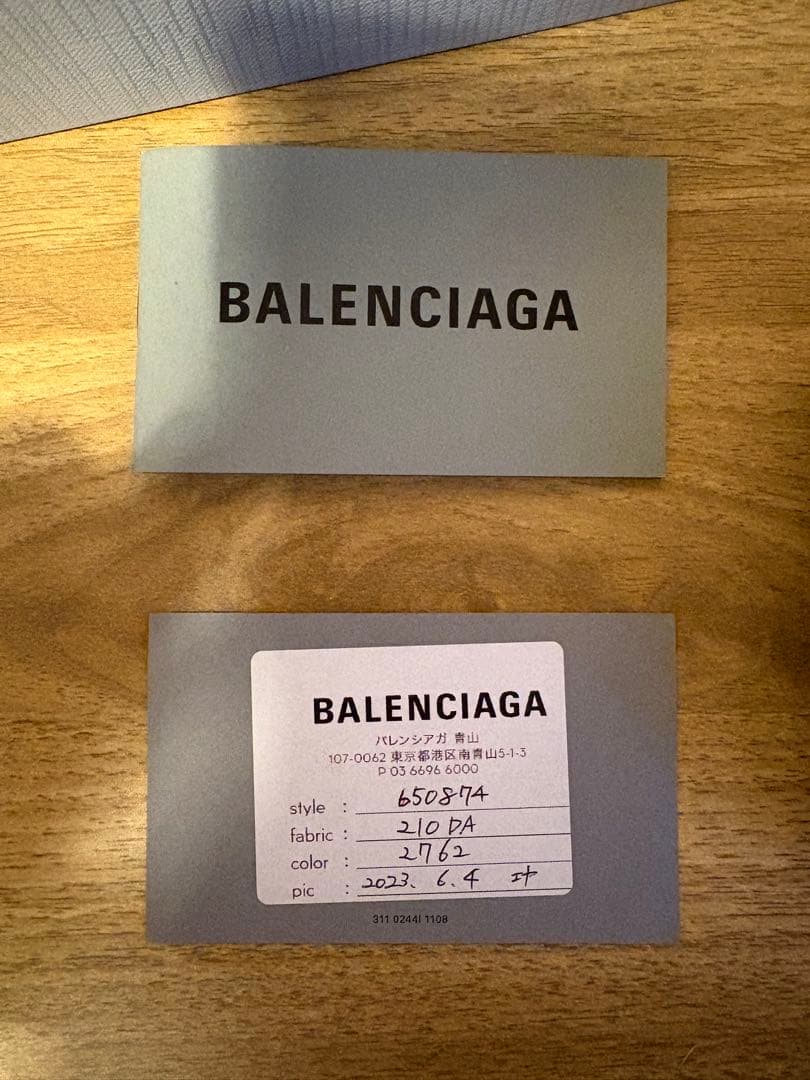 BALENCIAGA
BALENCIAGA
バレンシアガ 青山
107-0062 東京都港区南青山5-1-3
P 03 6696 6000
style : 650874
fabric : 210DA
color : 2762
pic : 2023. 6. 4
311 02441 1108